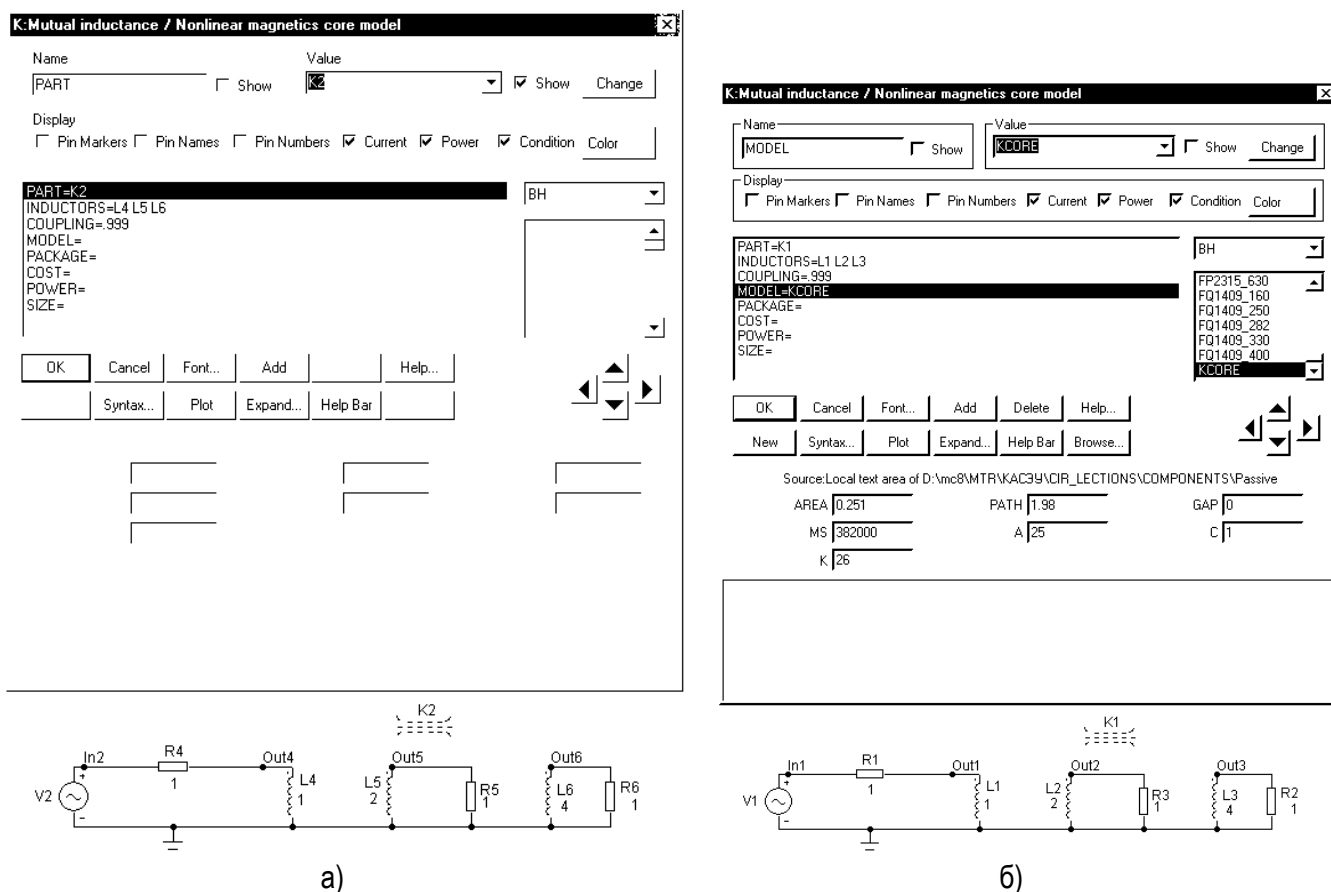 K:Mutual inductance / Nonlinear magnetics core model
Name Value
PART Show K2 Show Change
Display
Pin Markers Pin Names Pin Numbers Current Power Condition Color
PART=K2
INDUCTORS=L4 L5 L6
COUPLING=.999
MODEL=
PACKAGE=
COST=
POWER=
SIZE=
BH
OK Cancel Font... Add Help...
Syntax... Plot Expand... Help Bar
K2
In2 R4 Out4 Out5 Out6
1
V2 + - L4 1 L5 2 R5 1 L6 4 R6 1
а)
K:Mutual inductance / Nonlinear magnetics core model
Name Value
MODEL Show KCORE Show Change
Display
Pin Markers Pin Names Pin Numbers Current Power Condition Color
PART=K1
INDUCTORS=L1 L2 L3
COUPLING=.999
MODEL=KCORE
PACKAGE=
COST=
POWER=
SIZE=
BH
FP2315_630
FQ1409_160
FQ1409_250
FQ1409_282
FQ1409_330
FQ1409_400
KCORE
OK Cancel Font... Add Delete Help...
New Syntax... Plot Expand... Help Bar Browse...
Source:Local text area of D:\mc8\MTR\КАСЭУ\CIR_LECTIONS\COMPONENTS\Passive
AREA 0.251 PATH 1.98 GAP 0
MS 382000 A 25 C 1
K 26
K1
In1 R1 Out1 Out2 Out3
1
V1 + - L1 1 L2 2 R3 1 L3 4 R2 1
б)